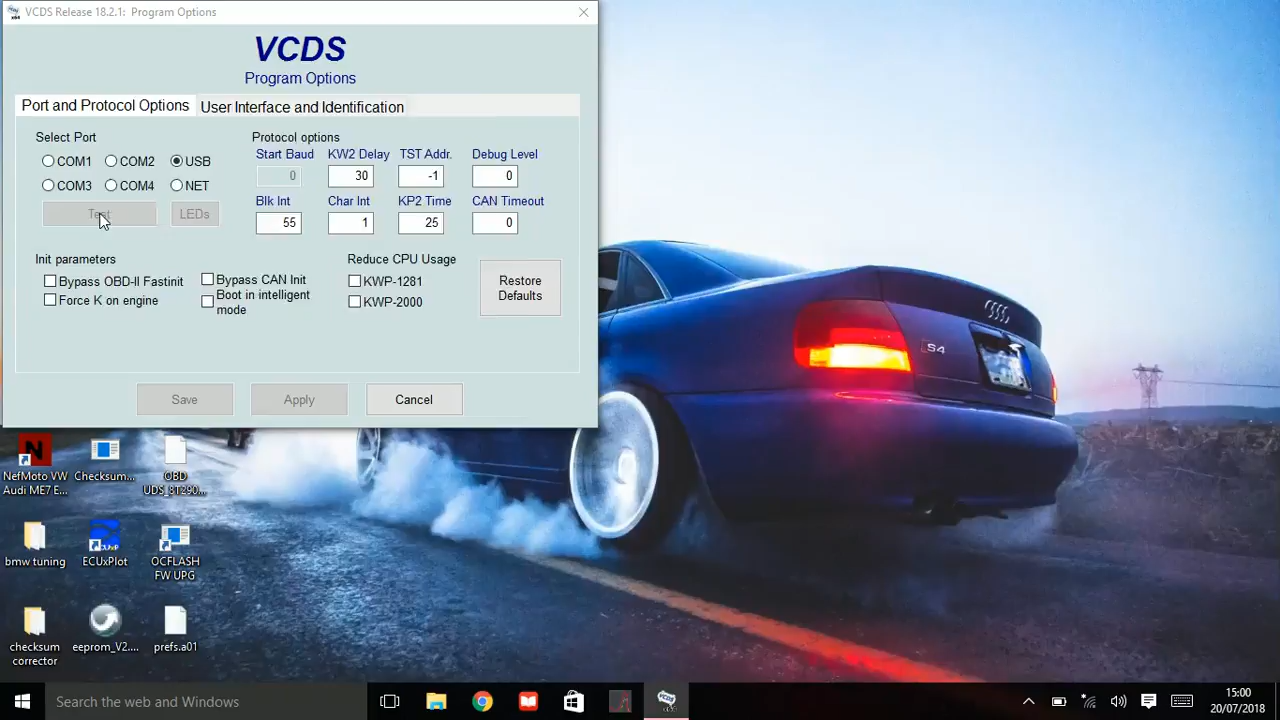 VCDS Release 18.2.1: Program Options
VCDS
Program Options
Port and Protocol Options
User Interface and Identification
Select Port
COM1
COM2
USB
COM3
COM4
NET
Test
LEDs
Protocol options
Start Baud
KW2 Delay
TST Addr.
Debug Level
0
30
-1
0
Blk Int
Char Int
KP2 Time
CAN Timeout
55
1
25
0
Init parameters
Bypass OBD-II Fastinit
Force K on engine
Bypass CAN Init
Boot in intelligent
mode
Reduce CPU Usage
KWP-1281
KWP-2000
Restore
Defaults
Save
Apply
Cancel
S4
NefMoto VW
Audi ME7 E...
Checksum...
OBD
UDS_BT290...
bmw tuning
ECUxPlot
OCFLASH
FW UPG
checksum
corrector
eeprom_V2....
prefs.a01
Search the web and Windows
15:00
20/07/2018